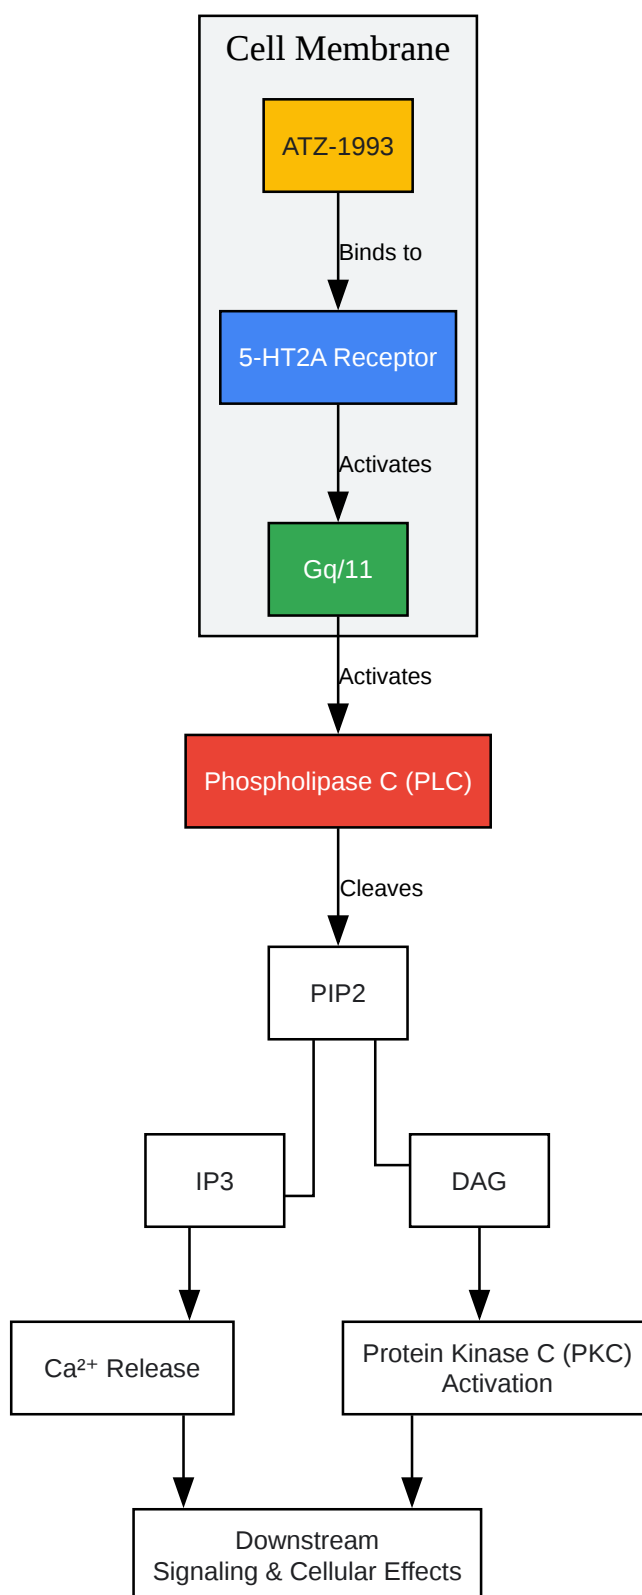 Cell Membrane
ATZ-1993
Binds to
5-HT2A Receptor
Activates
Gq/11
Activates
Phospholipase C (PLC)
Cleaves
PIP2
IP3
DAG
Ca²⁺ Release
Protein Kinase C (PKC)
Activation
Downstream
Signaling & Cellular Effects